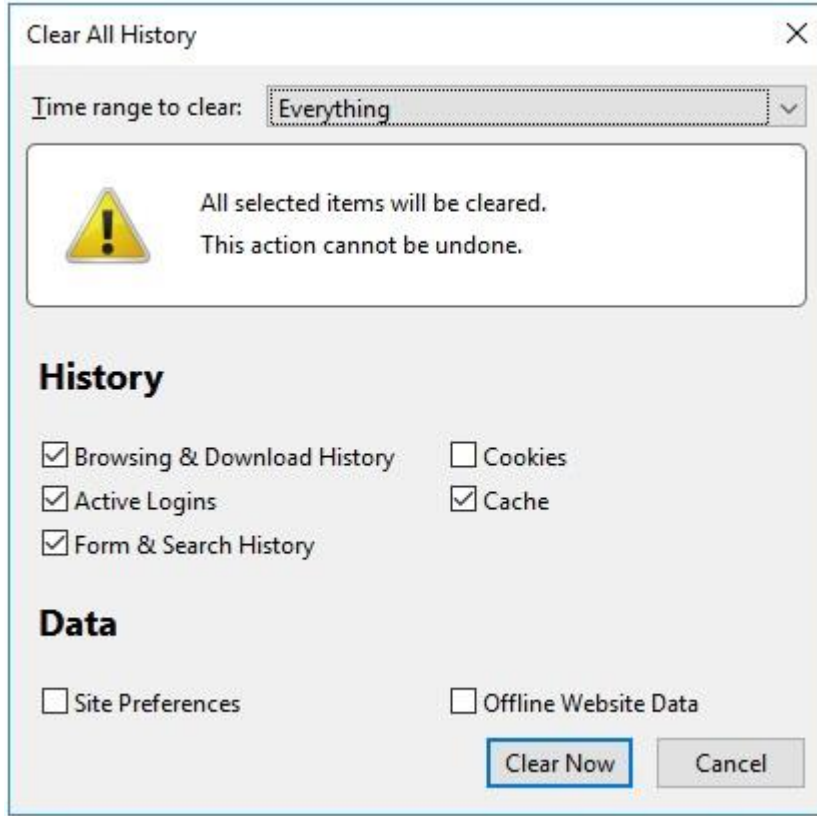 Clear All History
Time range to clear: Everything
All selected items will be cleared.
This action cannot be undone.
History
Browsing & Download History Cookies
Active Logins Cache
Form & Search History
Data
Site Preferences Offline Website Data
Clear Now Cancel